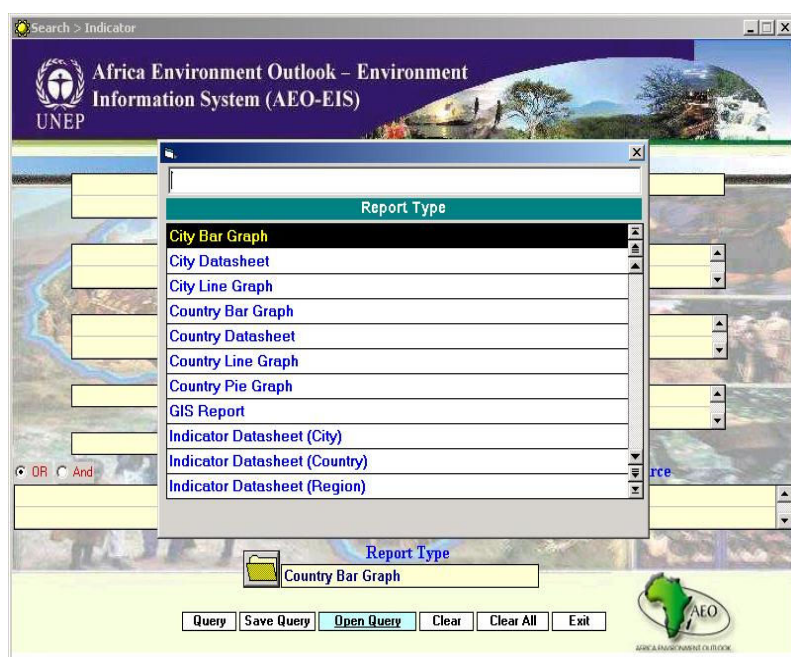 Search > Indicator
Africa Environment Outlook – Environment
Information System (AEO-EIS)
UNEP
Report Type
City Bar Graph
City Datasheet
City Line Graph
Country Bar Graph
Country Datasheet
Country Line Graph
Country Pie Graph
GIS Report
Indicator Datasheet (City)
Indicator Datasheet (Country)
Indicator Datasheet (Region)
OR And
rce
Report Type
Country Bar Graph
Query Save Query Open Query Clear Clear All Exit
AEO
AFRICA ENVIRONMENT OUTLOOK